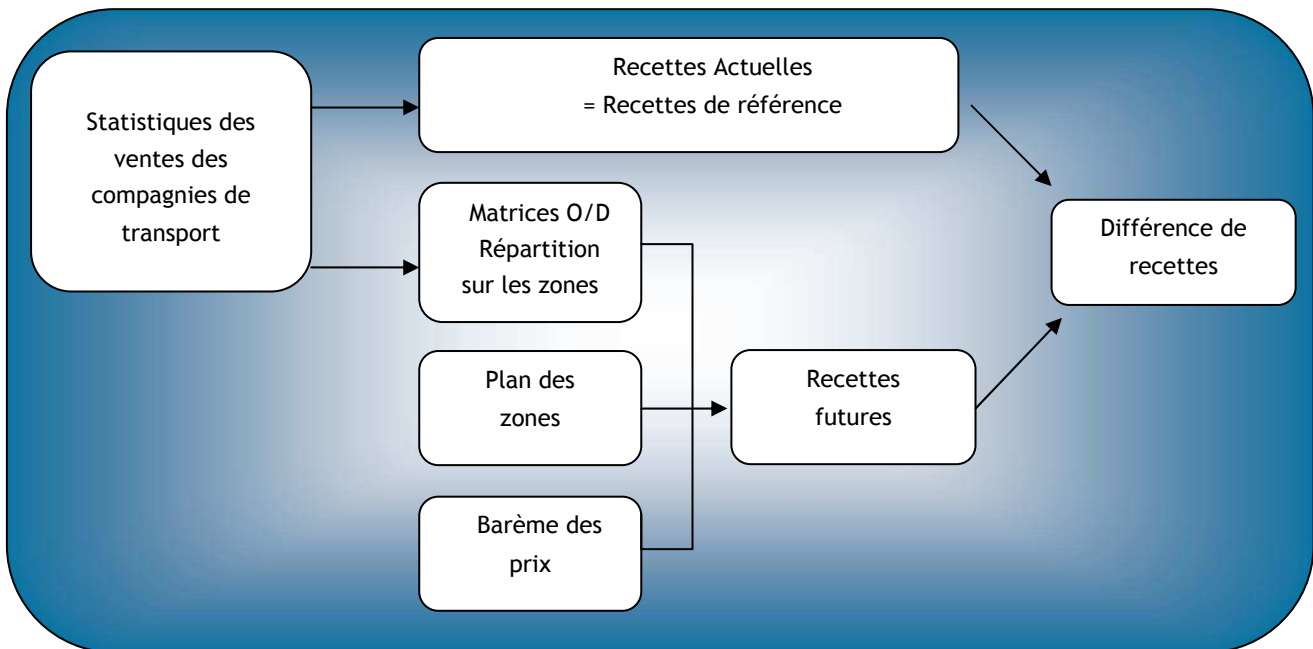 Statistiques des
ventes des
compagnies de
transport
Recettes Actuelles
= Recettes de référence
Matrices O/D
Répartition
sur les zones
Plan des
zones
Barème des
prix
Recettes
futures
Différence de
recettes